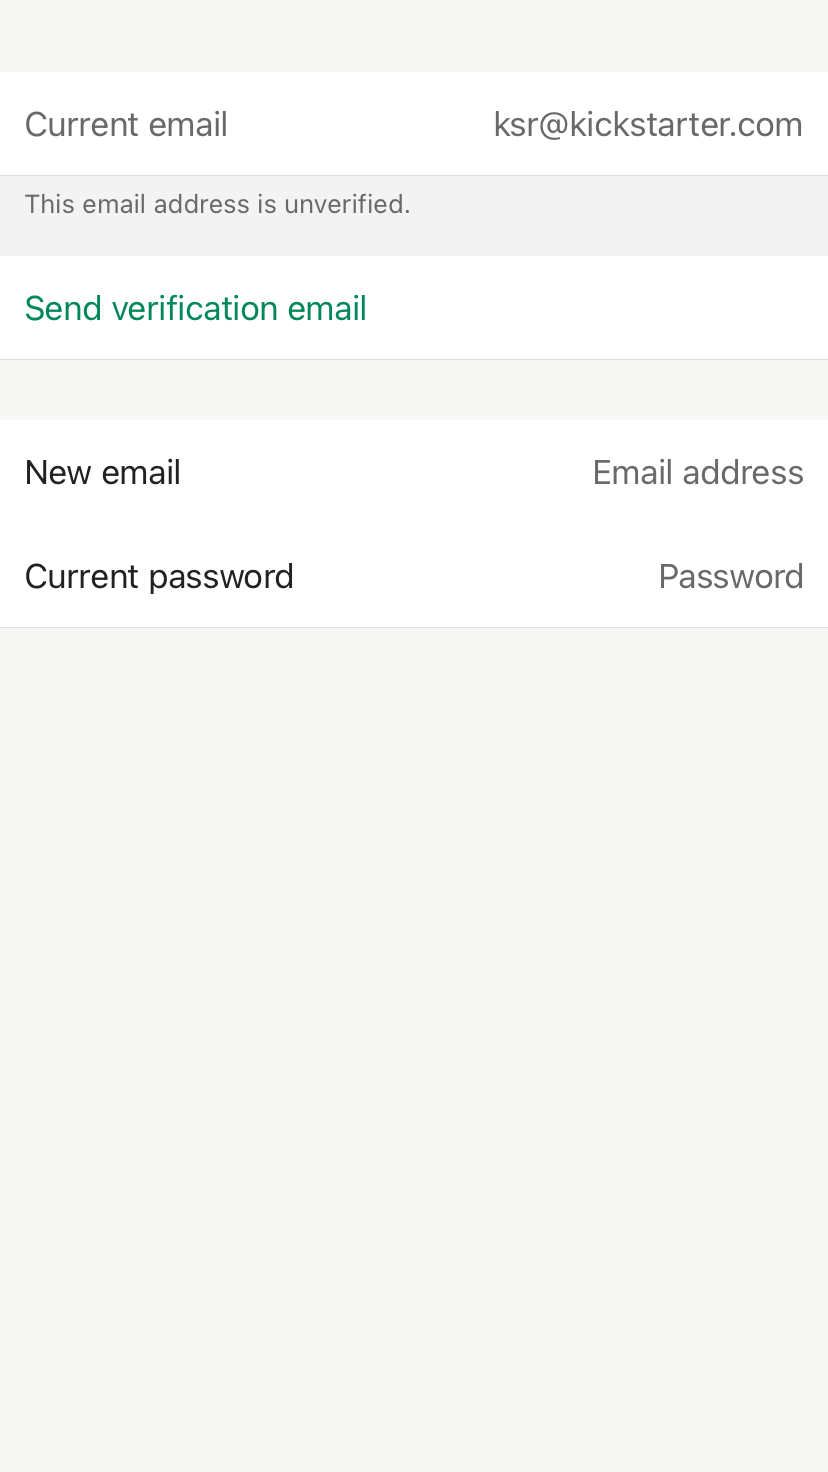 Current email ksr@kickstarter.com
This email address is unverified.
Send verification email
New email Email address
Current password Password